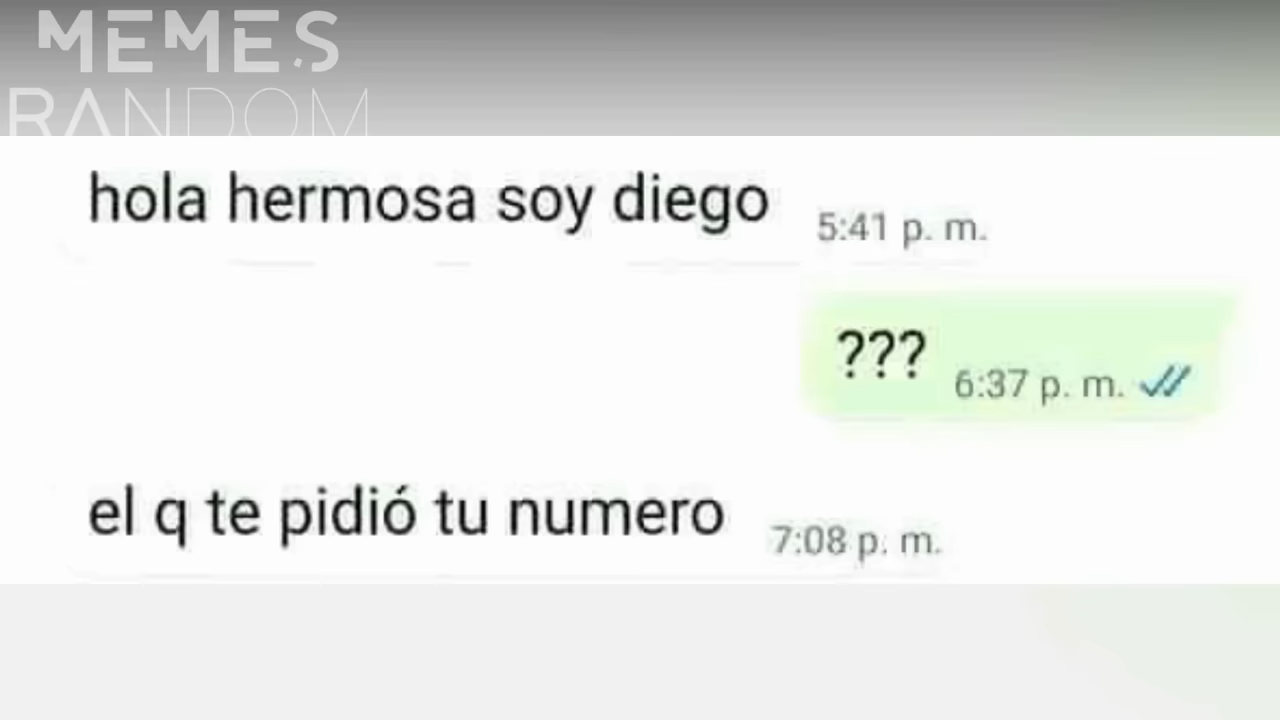 MEMES
RANDOM
hola hermosa soy diego 5:41 p. m.
??? 6:37 p. m.
el q te pidió tu numero 7:08 p. m.